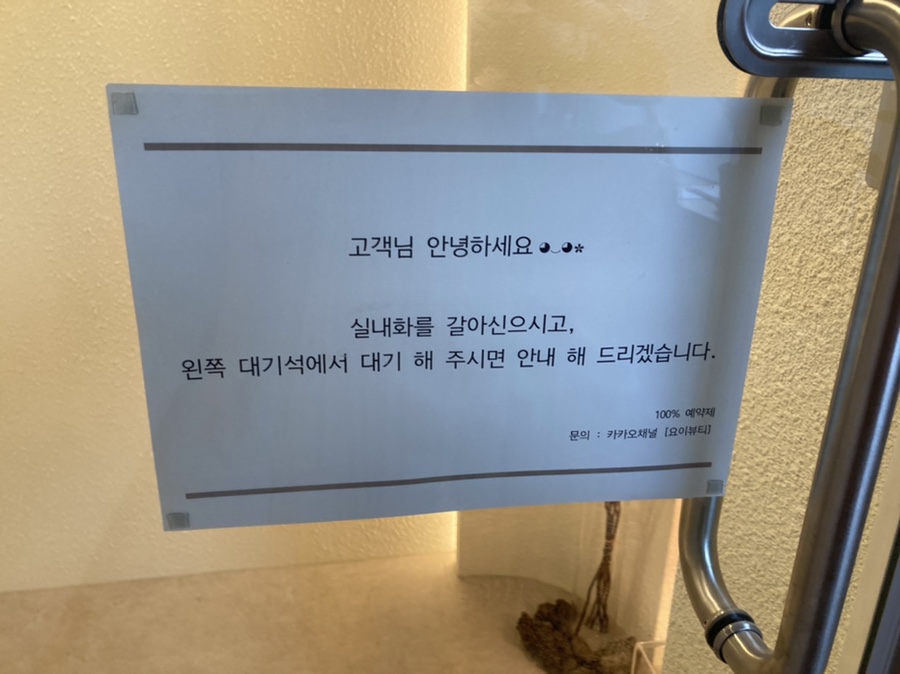 고객님 안녕하세요 ◕‿◕*
실내화를 갈아신으시고,
왼쪽 대기석에서 대기 해 주시면 안내 해 드리겠습니다.
100% 예약제
문의 : 카카오채널 [요이뷰티]